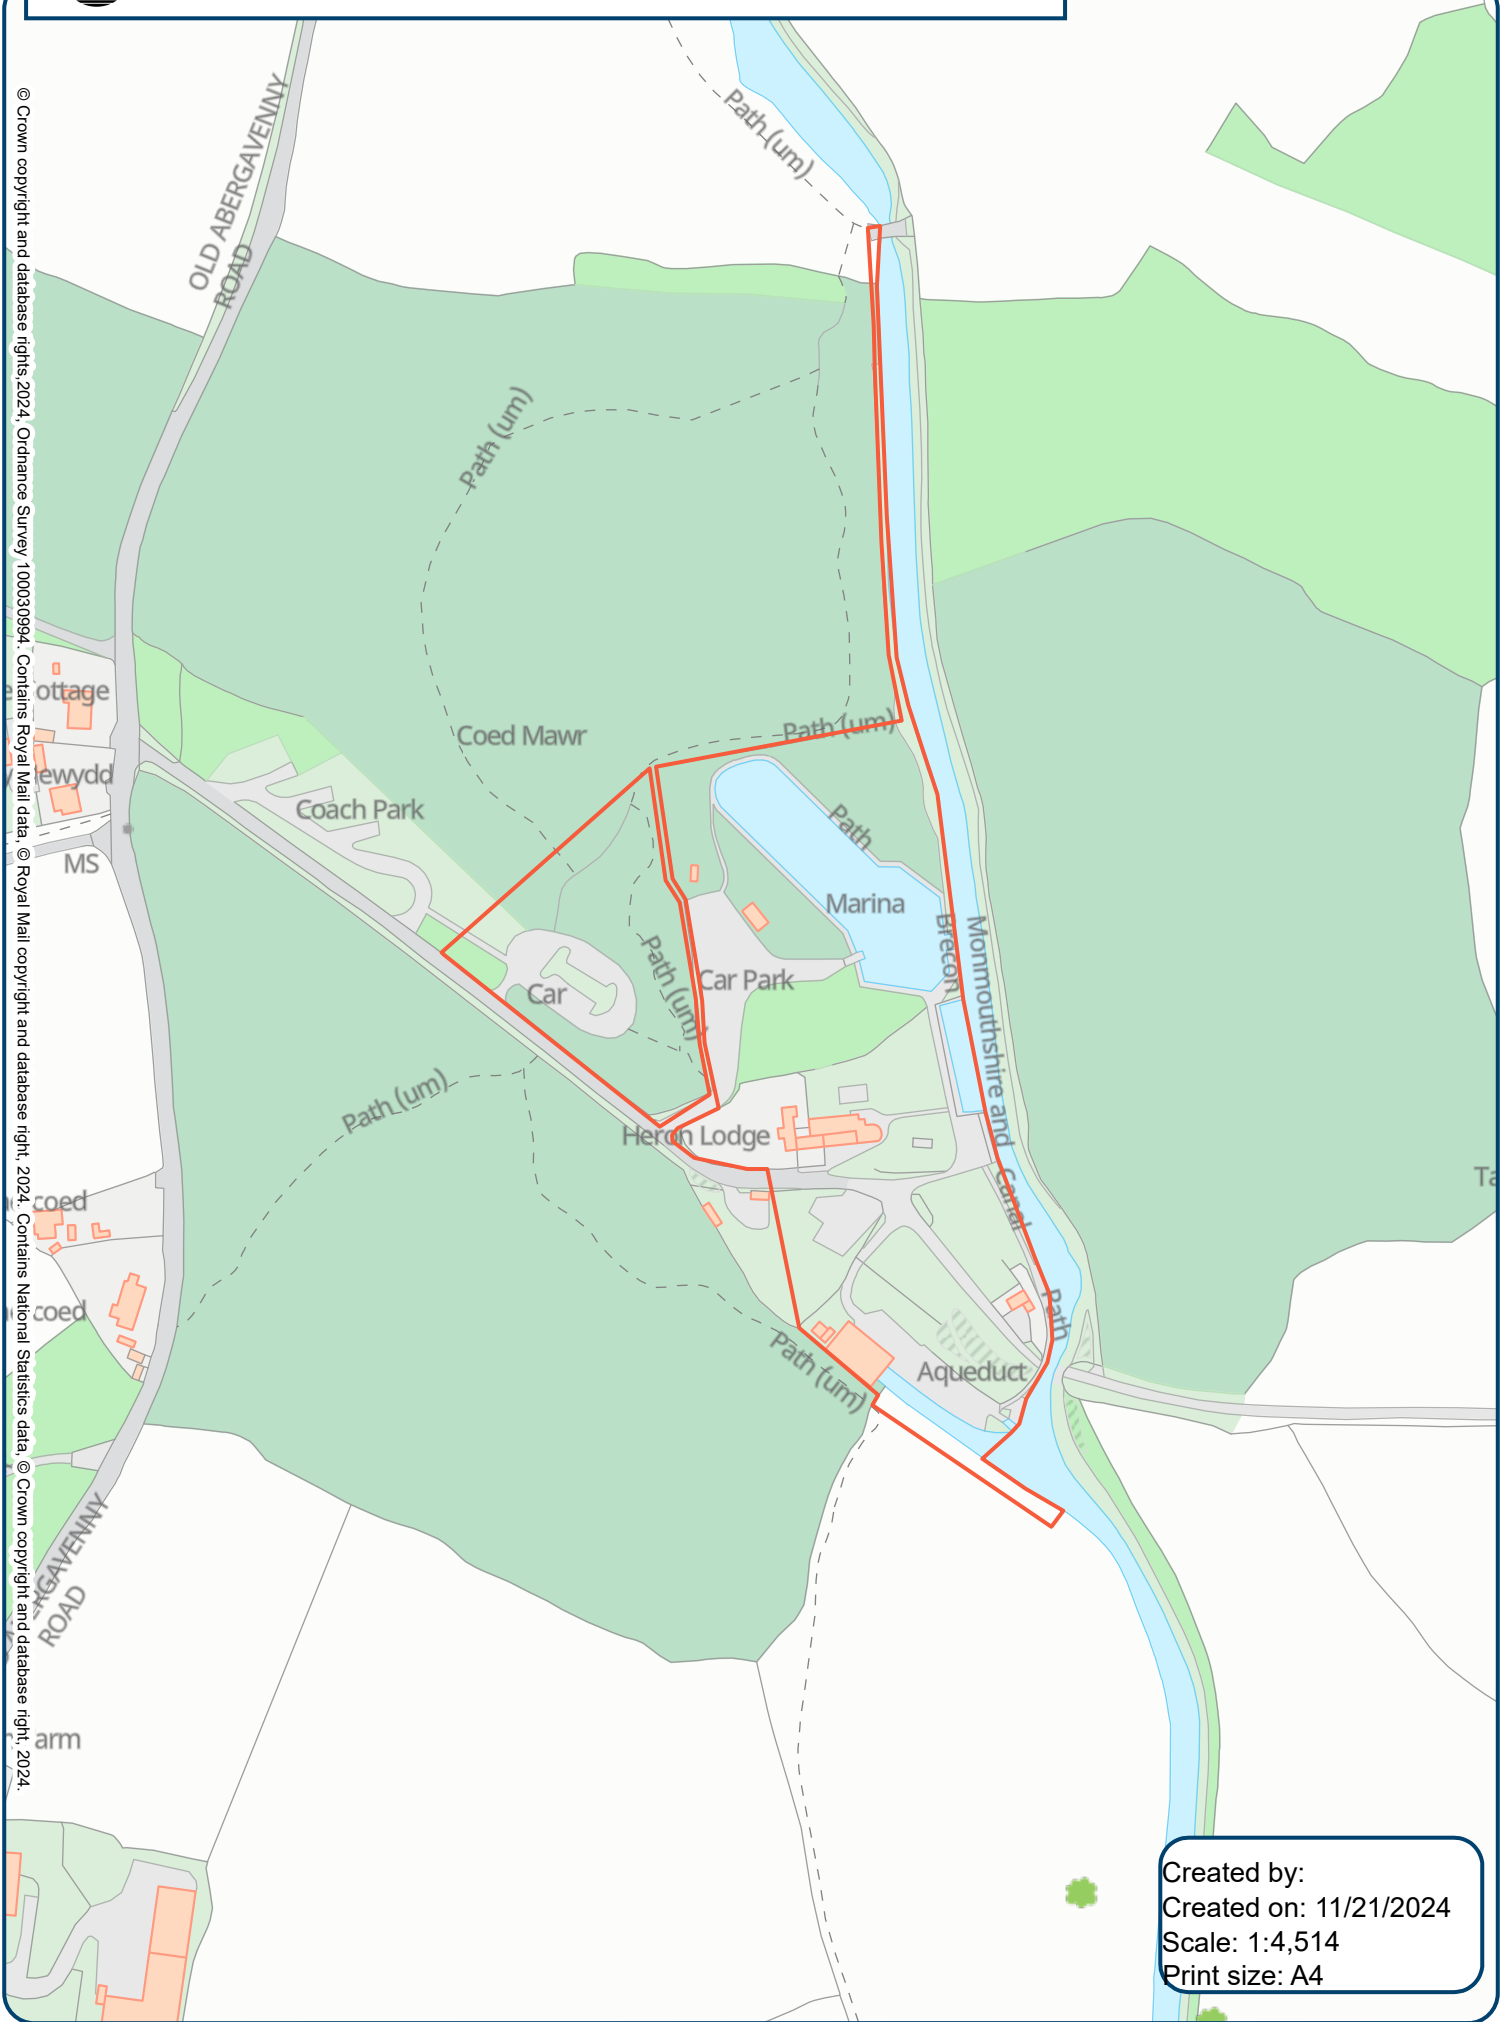 Path (um)
OLD ABERGAVENNY
ROAD
Path (um)
ottage
Coed Mawr
Path (um)
ewydd
Coach Park
Path
MS
Marina
Brecon
Monmouthshire and
Canal
Path (um)
Car Park
Car
Path (um)
Heron Lodge
coed
Ta
coed
Path
Path (um)
Aqueduct
ERGAVENNY
ROAD
arm
© Crown copyright and database rights,2024, Ordnance Survey 100030994. Contains Royal Mail data, © Royal Mail copyright and database right, 2024. Contains National Statistics data, © Crown copyright and database right, 2024.
Created by:
Created on: 11/21/2024
Scale: 1:4,514
Print size: A4